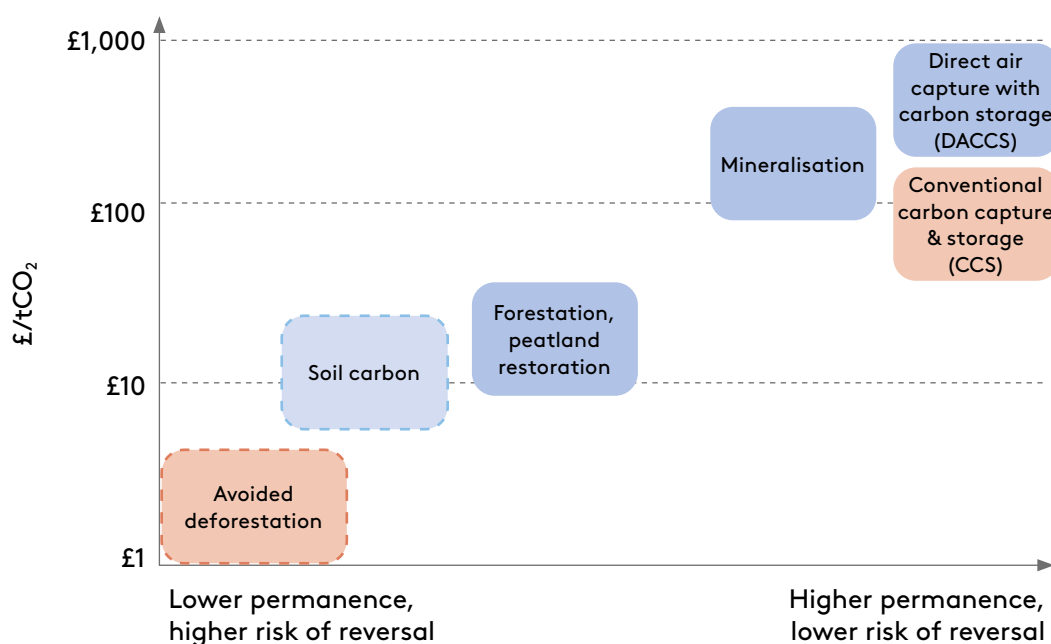 £1,000
£100
£10
£1
£/tCO₂
Direct air
capture with
carbon storage
(DACCS)
Mineralisation
Conventional
carbon capture
& storage
(CCS)
Forestation,
peatland
restoration
Soil carbon
Avoided
deforestation
Lower permanence,
higher risk of reversal
Higher permanence,
lower risk of reversal